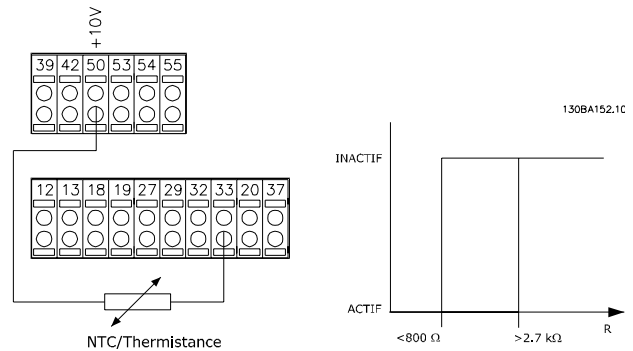 +10V
39 42 50 53 54 55
130BA152.10
INACTIF
12 13 18 19 27 29 32 33 20 37
ACTIF
R
<800 Ω
>2.7 kΩ
NTC/Thermistance